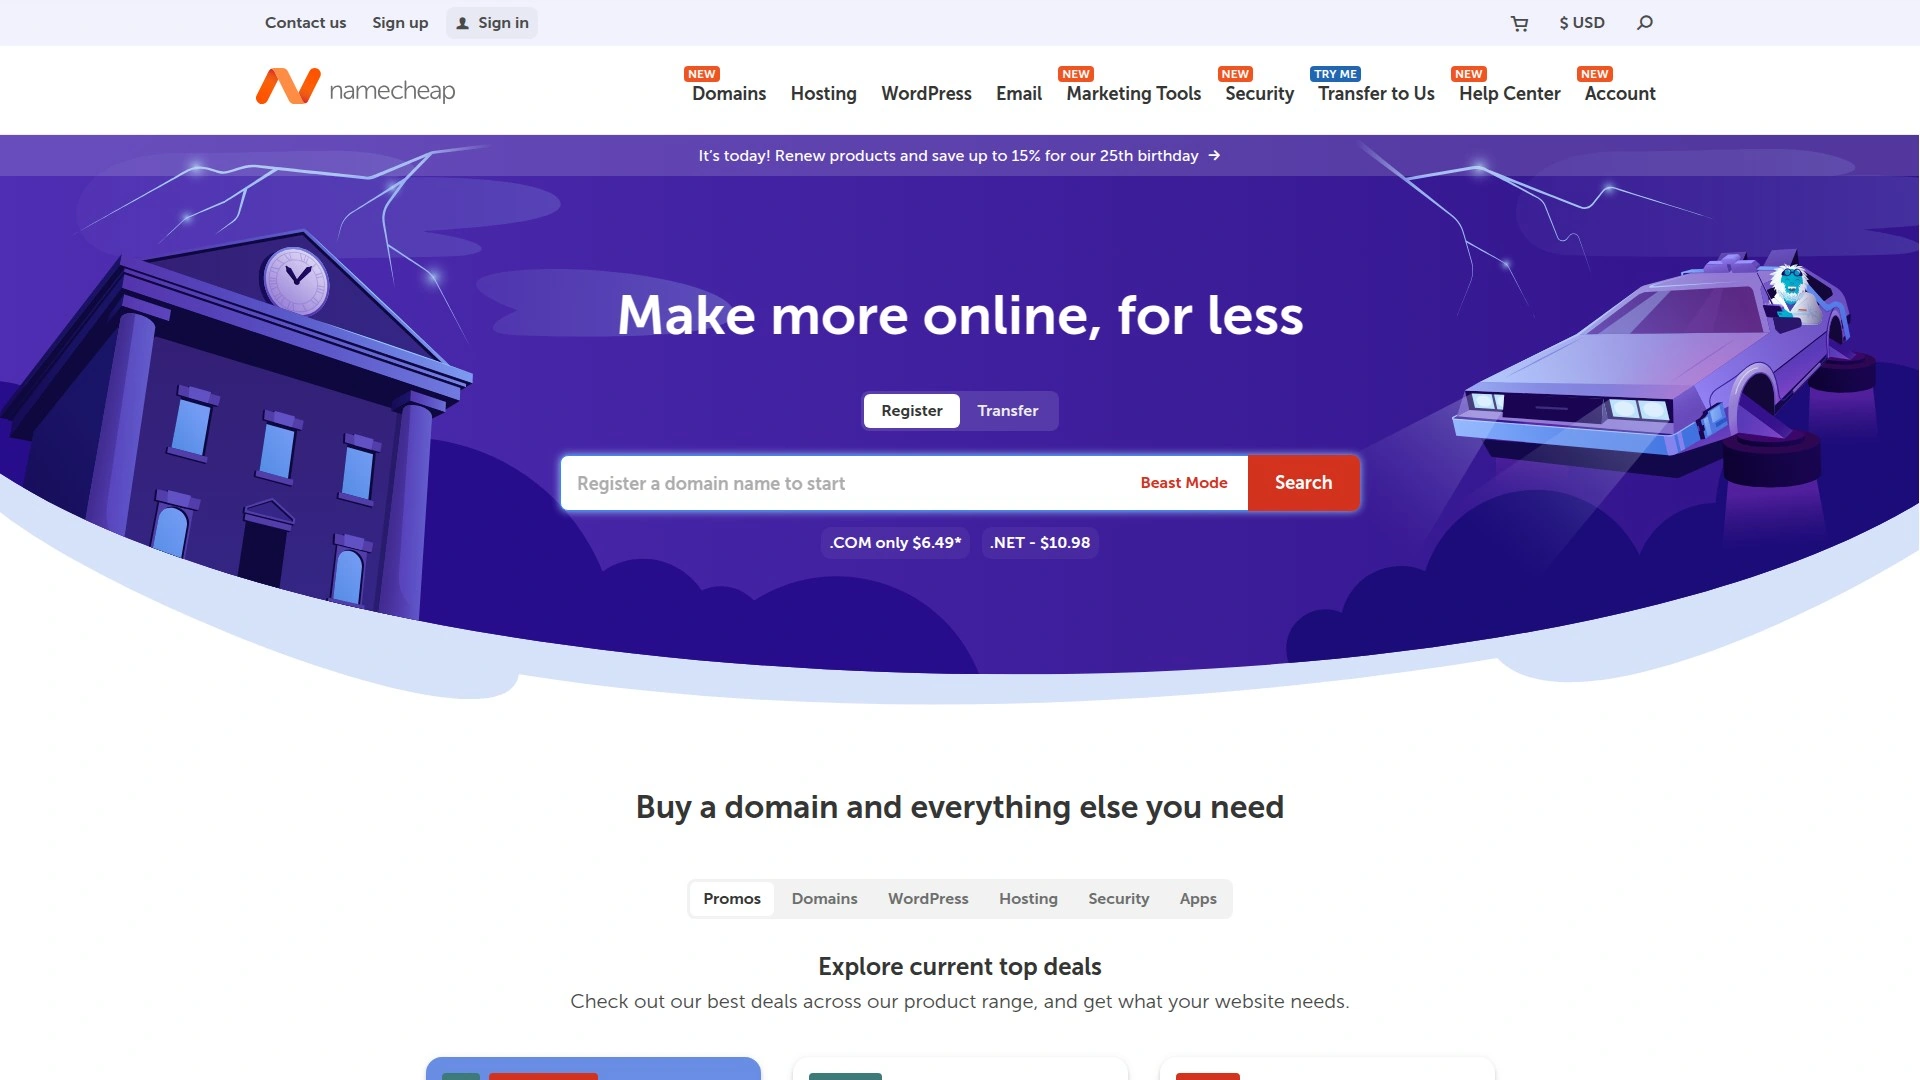 Contact us
Sign up
Sign in
$ USD
namecheap
NEW
Domains
Hosting
WordPress
Email
NEW
Marketing Tools
NEW
Security
TRY ME
Transfer to Us
NEW
Help Center
NEW
Account
It's today! Renew products and save up to 15% for our 25th birthday →
Make more online, for less
Register
Transfer
Register a domain name to start
Beast Mode
Search
.COM only $6.49*
.NET - $10.98
Buy a domain and everything else you need
Promos
Domains
WordPress
Hosting
Security
Apps
Explore current top deals
Check out our best deals across our product range, and get what your website needs.